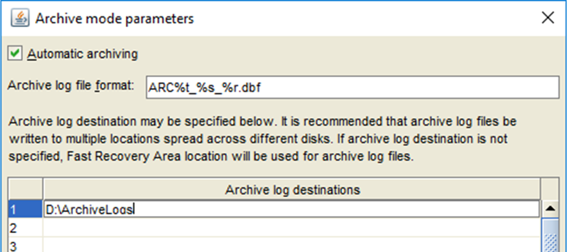 Archive mode parameters
Automatic archiving
Archive log file format: ARC%t_%s_%r.dbf
Archive log destination may be specified below. It is recommended that archive log files be
written to multiple locations spread across different disks. If archive log destination is not
specified, Fast Recovery Area location will be used for archive log files.
Archive log destinations
1 D:\ArchiveLogs
2
3